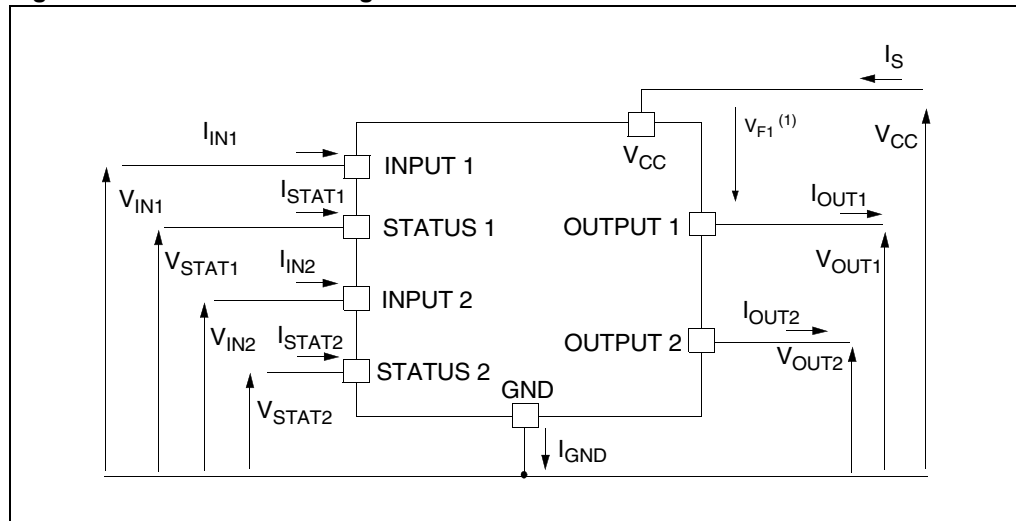 I_S
V_F1 (1)
V_CC
V_CC
I_IN1
INPUT 1
V_IN1
I_STAT1
STATUS 1
OUTPUT 1
I_OUT1
V_STAT1
V_OUT1
I_IN2
INPUT 2
V_IN2
I_STAT2
STATUS 2
OUTPUT 2
I_OUT2
V_OUT2
V_STAT2
GND
I_GND